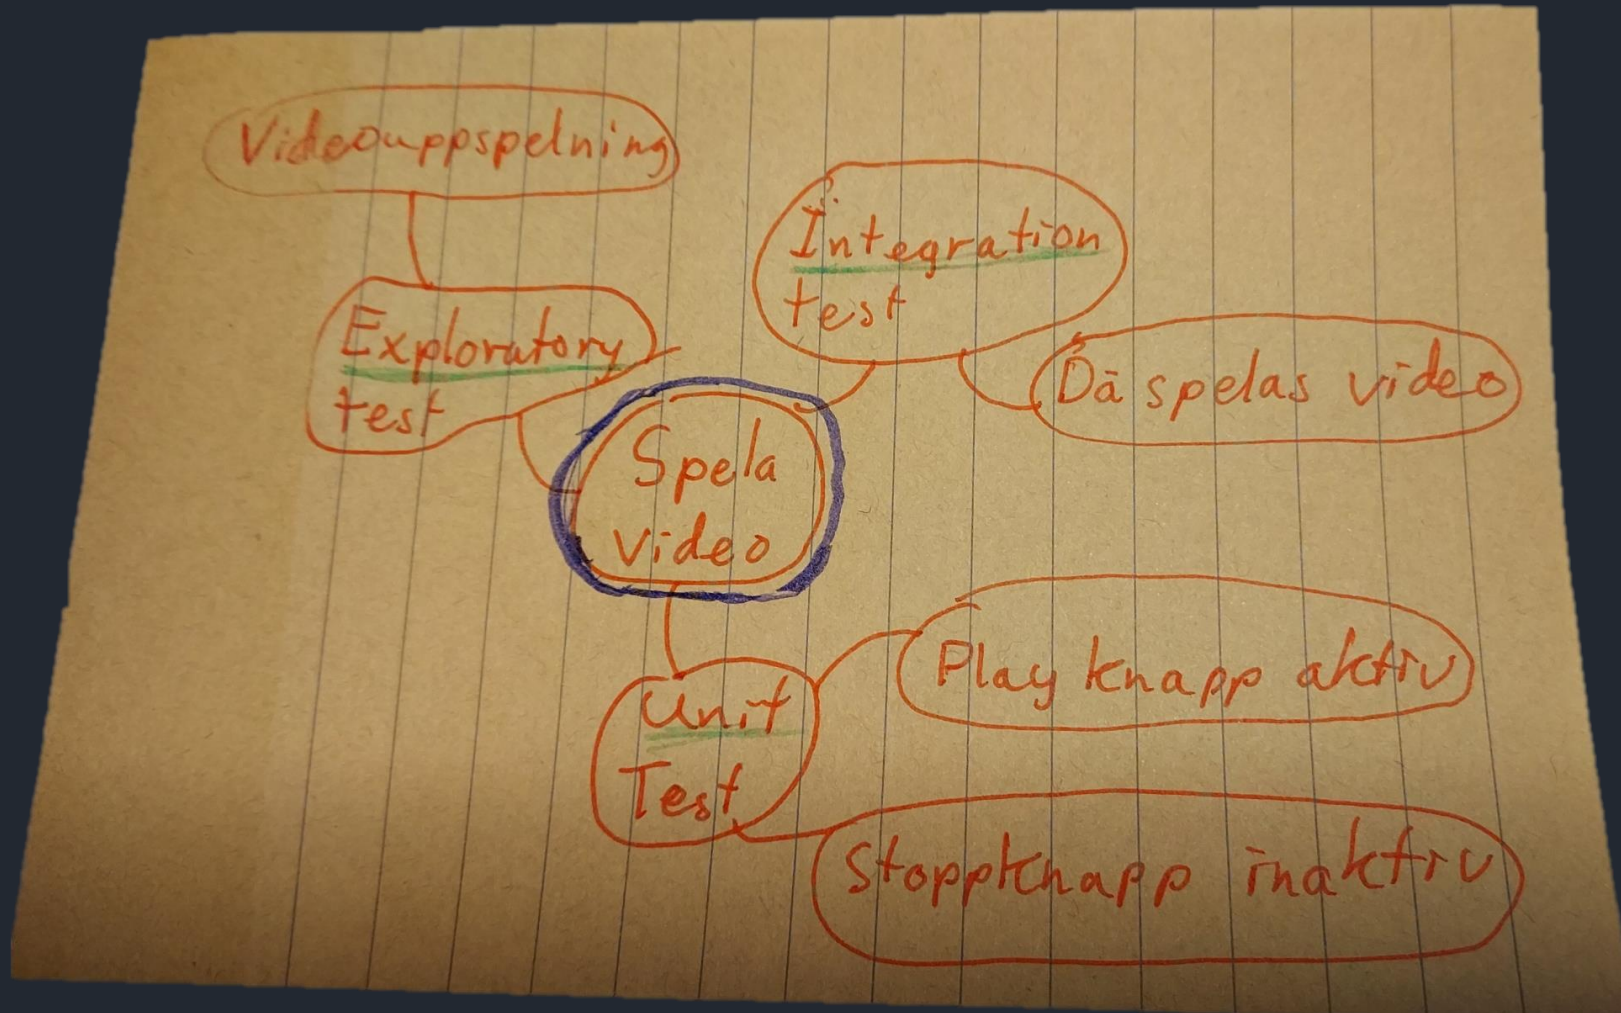 Videouppspelning
Integration
test
Exploratory
test
Då spelas video
Spela
video
Play knapp aktiv
Unit
Test
Stoppknapp inaktiv